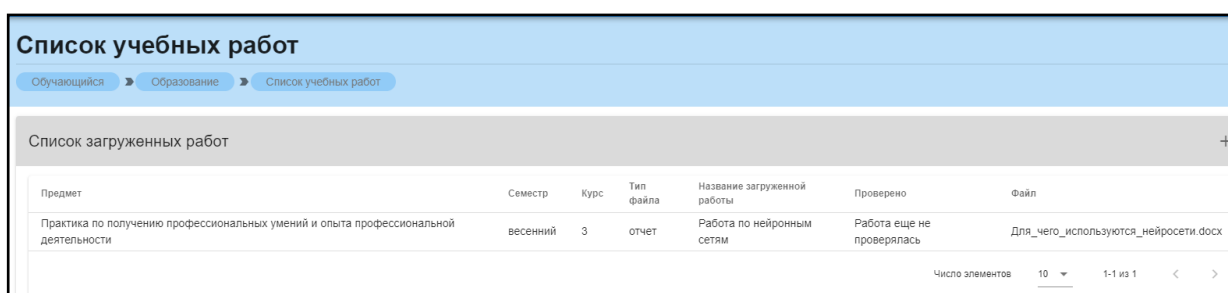 Список учебных работ
Обучающийся Образование Список учебных работ
Список загруженных работ +
Предмет Семестр Курс Тип файла Название загруженной работы Проверено Файл
Практика по получению профессиональных умений и опыта профессиональной деятельности весенний 3 отчет Работа по нейронным сетям Работа еще не проверялась Для_чего_используются_нейросети.docx
Число элементов 10 1-1 из 1